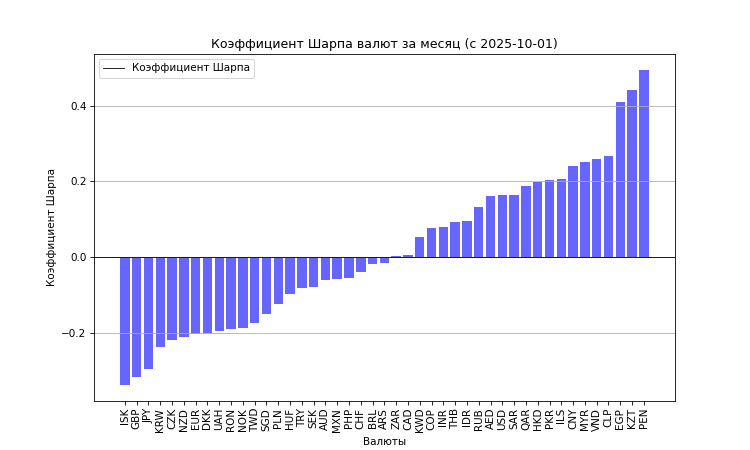 Коэффициент Шарпа валют за месяц (с 2025-10-01)
Коэффициент Шарпа
Коэффициент Шарпа
0.4
0.2
0.0
−0.2
ISK GBP JPY KRW CZK NZD EUR DKK UAH RON NOK TWD SGD PLN HUF TRY SEK AUD MXN PHP CHF BRL ARS ZAR CAD KWD COP INR THB IDR RUB AED USD SAR QAR HKD PKR ILS CNY MYR VND CLP EGP KZT PEN
Валюты